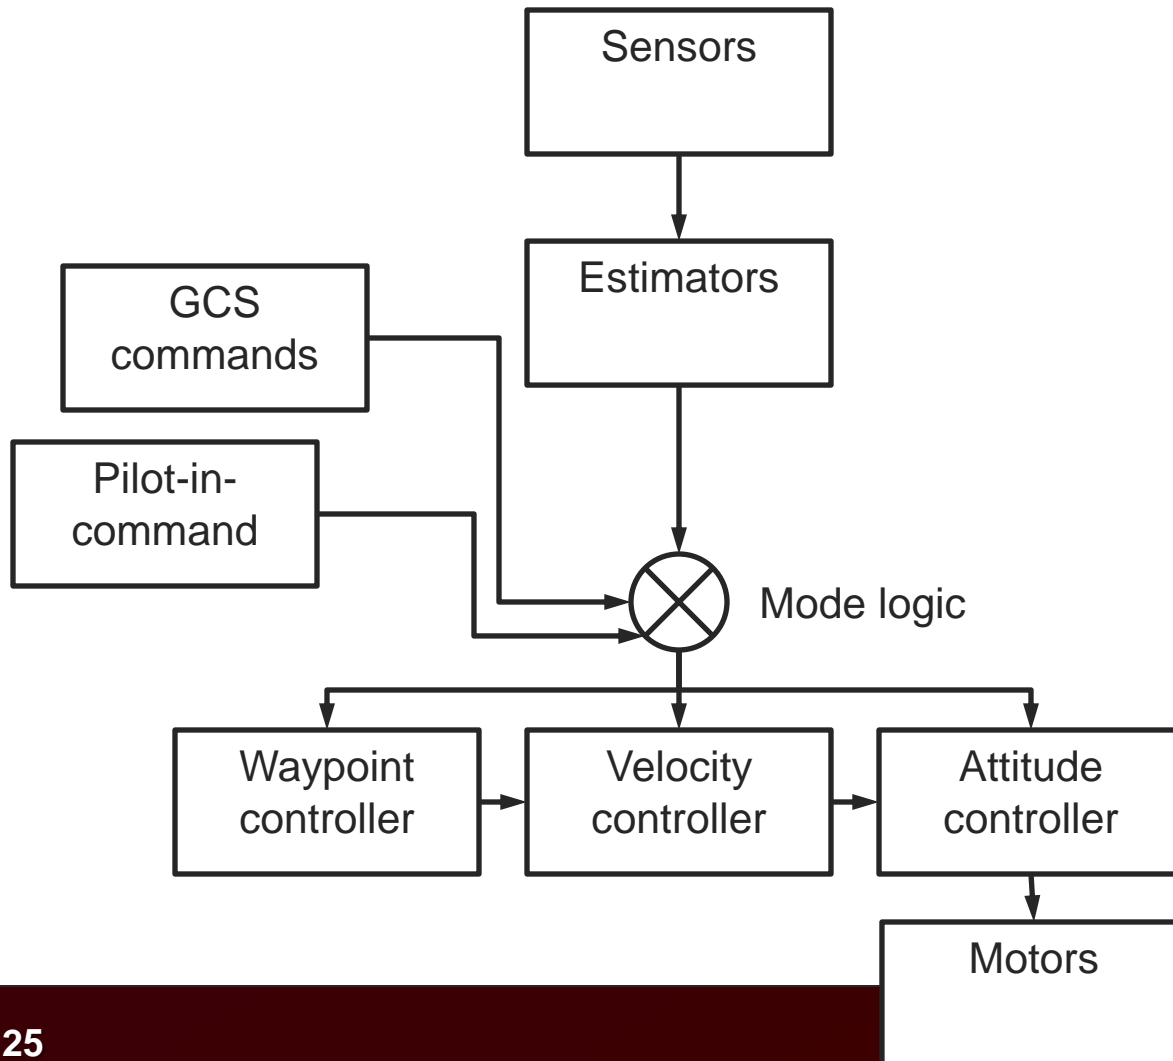 Sensors
Estimators
GCS
commands
Pilot-in-
command
Mode logic
Waypoint
controller
Velocity
controller
Attitude
controller
Motors
25